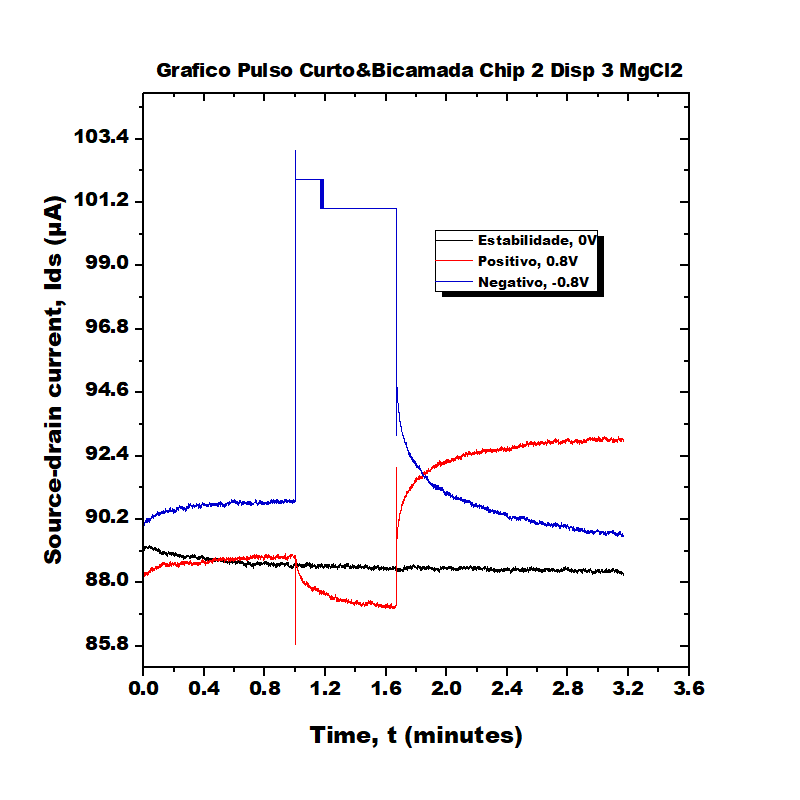 Grafico Pulso Curto&Bicamada Chip 2 Disp 3 MgCl2
103.4
101.2
99.0
96.8
94.6
92.4
90.2
88.0
85.8
Source-drain current, Ids (µA)
Estabilidade, 0V
Positivo, 0.8V
Negativo, -0.8V
0.0 0.4 0.8 1.2 1.6 2.0 2.4 2.8 3.2 3.6
Time, t (minutes)